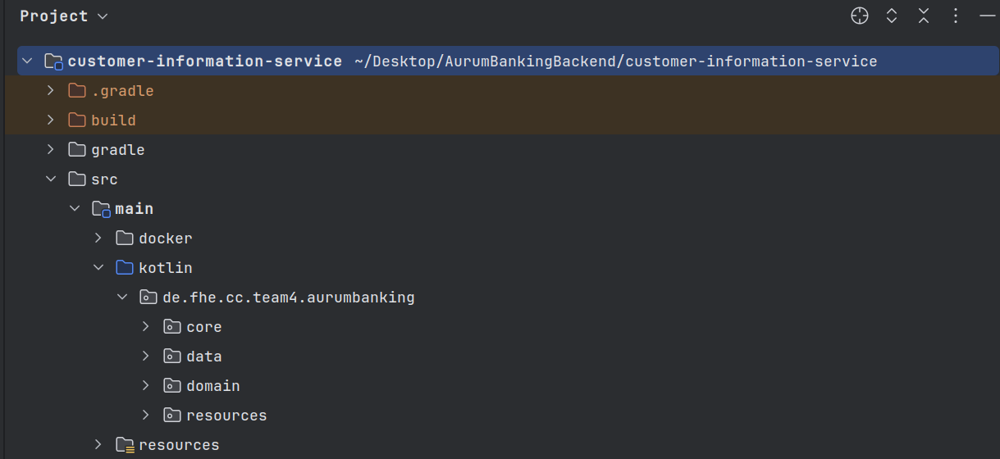 Project
customer-information-service ~/Desktop/AurumBankingBackend/customer-information-service
.gradle
build
gradle
src
main
docker
kotlin
de.fhe.cc.team4.aurumbanking
core
data
domain
resources
resources